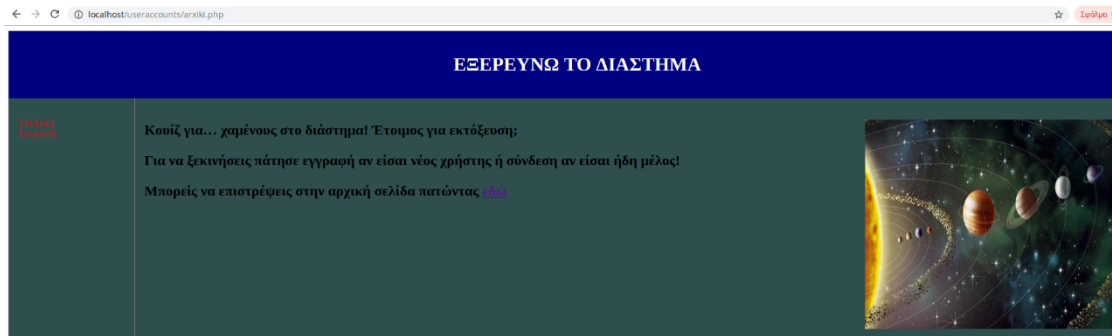 localhost/useraccounts/arxiki.php
Σφάλμα
ΕΞΕΡΕΥΝΩ ΤΟ ΔΙΑΣΤΗΜΑ
Σύνδεση
Εγγραφή
Κουίζ για… χαμένους στο διάστημα! Έτοιμος για εκτόξευση;
Για να ξεκινήσεις πάτησε εγγραφή αν είσαι νέος χρήστης ή σύνδεση αν είσαι ήδη μέλος!
Μπορείς να επιστρέψεις στην αρχική σελίδα πατώντας εδώ